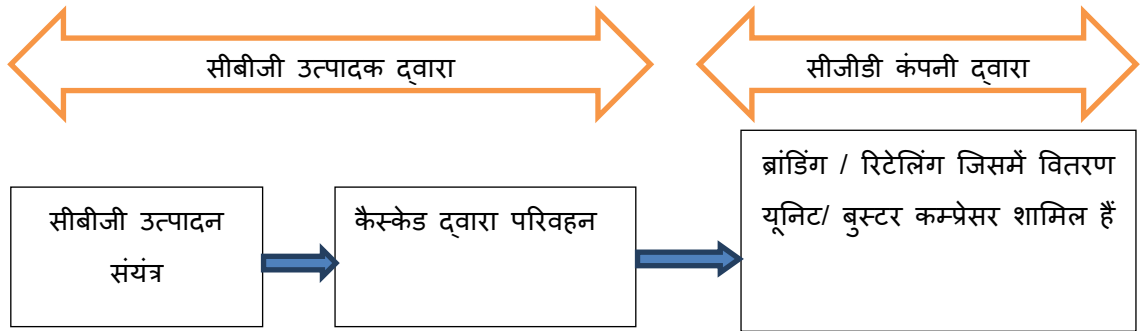 सीबीजी उत्पादक द्वारा
सीजीडी कंपनी द्वारा
सीबीजी उत्पादन
संयंत्र
कैस्केड द्वारा परिवहन
ब्रांडिंग / रिटेलिंग जिसमें वितरण
यूनिट/ बुस्टर कम्प्रेसर शामिल हैं